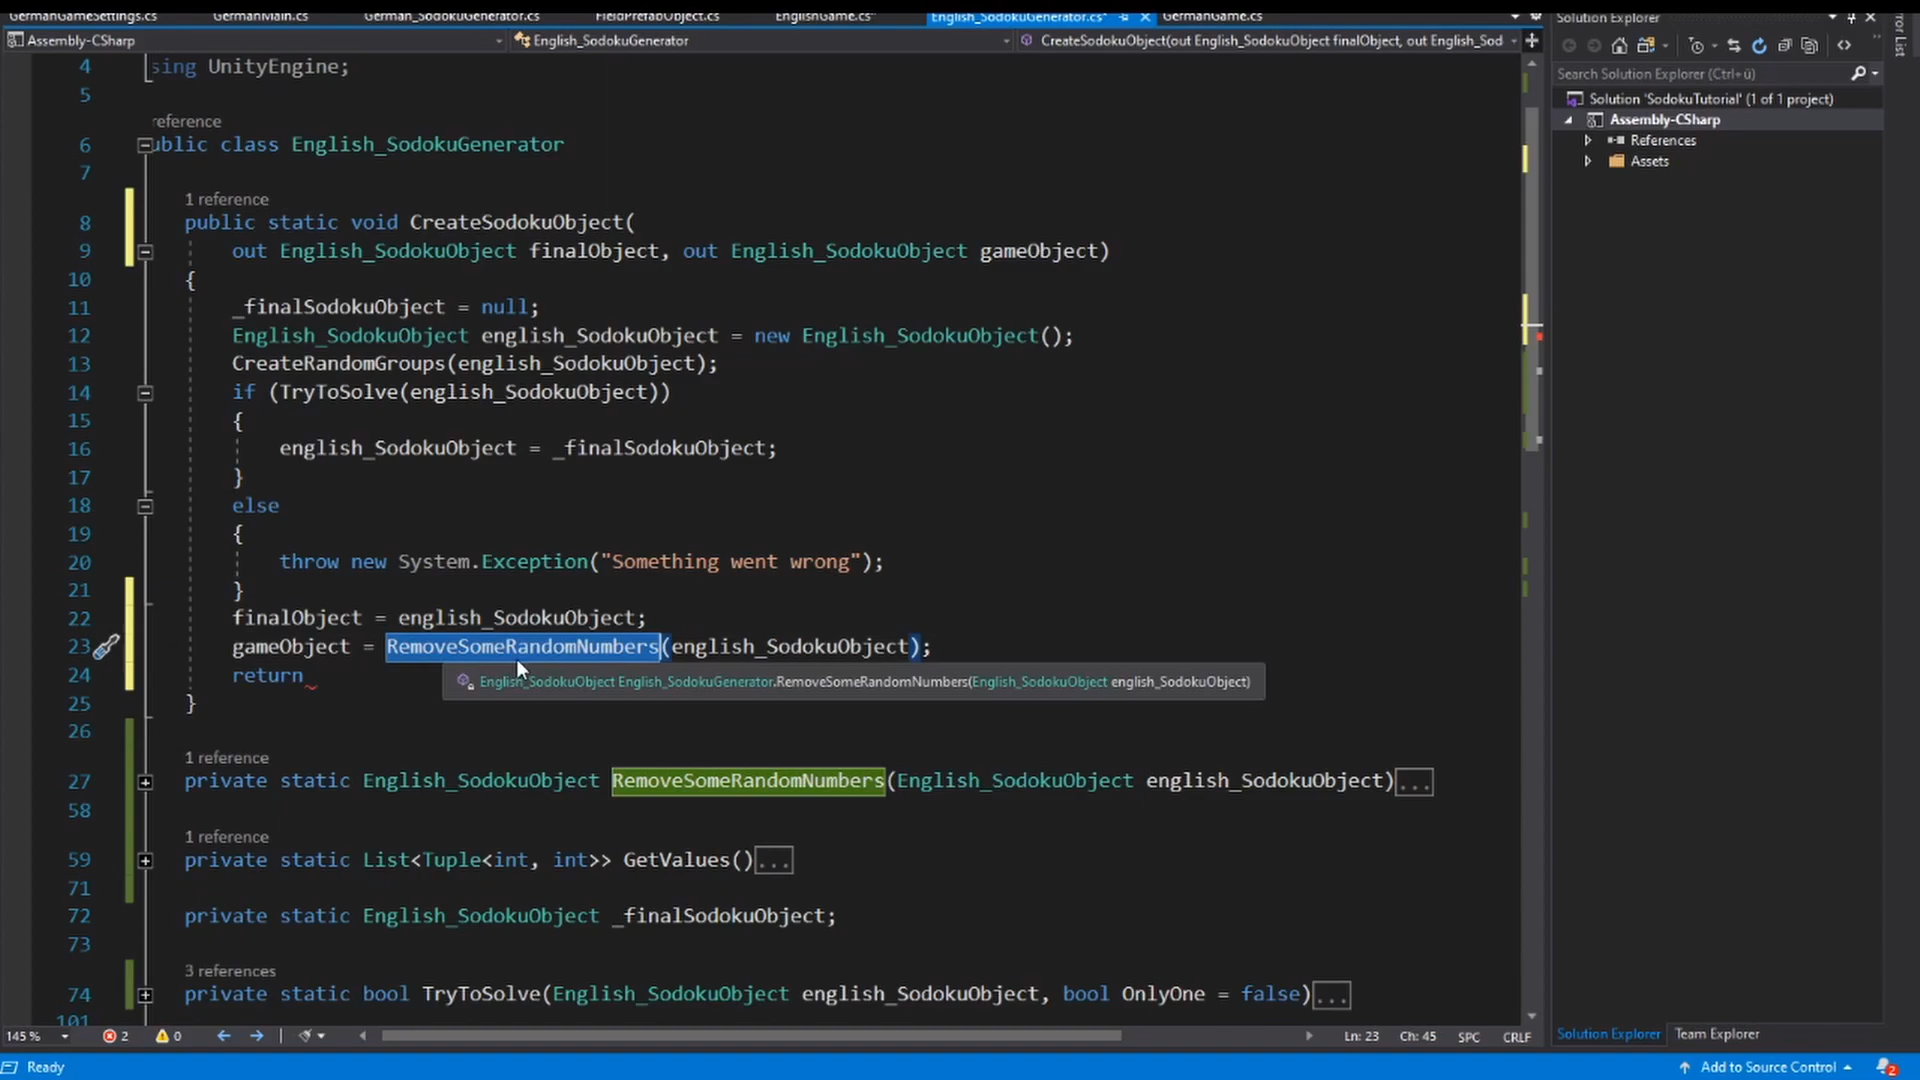 GermanGameSettings.cs GermanMain.cs German_SodokuGenerator.cs FieldPrefabObject.cs EnglishGame.cs* English_SodokuGenerator.cs* GermanGame.cs Solution Explorer
Assembly-CSharp English_SodokuGenerator CreateSodokuObject(out English_SodokuObject finalObject, out English_Sod
Error List
Search Solution Explorer (Ctrl+ü)
Solution 'SodokuTutorial' (1 of 1 project)
Assembly-CSharp
References
Assets
4 sing UnityEngine;
5
reference
6 ublic class English_SodokuGenerator
7
1 reference
8 public static void CreateSodokuObject(
9 out English_SodokuObject finalObject, out English_SodokuObject gameObject)
10 {
11 _finalSodokuObject = null;
12 English_SodokuObject english_SodokuObject = new English_SodokuObject();
13 CreateRandomGroups(english_SodokuObject);
14 if (TryToSolve(english_SodokuObject))
15 {
16 english_SodokuObject = _finalSodokuObject;
17 }
18 else
19 {
20 throw new System.Exception("Something went wrong");
21 }
22 finalObject = english_SodokuObject;
23 gameObject = RemoveSomeRandomNumbers(english_SodokuObject);
24 return
English_SodokuObject English_SodokuGenerator.RemoveSomeRandomNumbers(English_SodokuObject english_SodokuObject)
25 }
26
1 reference
27 private static English_SodokuObject RemoveSomeRandomNumbers(English_SodokuObject english_SodokuObject)...
58
1 reference
59 private static List<Tuple<int, int>> GetValues()...
71
72 private static English_SodokuObject _finalSodokuObject;
73
3 references
74 private static bool TryToSolve(English_SodokuObject english_SodokuObject, bool OnlyOne = false)...
101
145 % 2 0 Ln: 23 Ch: 45 SPC CRLF Solution Explorer Team Explorer
Ready Add to Source Control 2